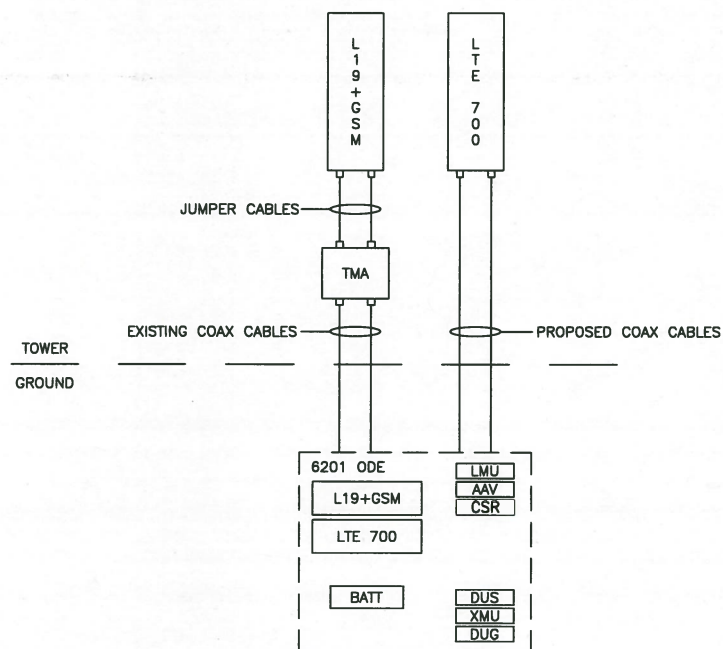 L19+GSM
LTE 700
JUMPER CABLES
TMA
EXISTING COAX CABLES
PROPOSED COAX CABLES
TOWER
GROUND
6201 ODE
L19+GSM
LTE 700
LMU
AAV
CSR
BATT
DUS
XMU
DUG